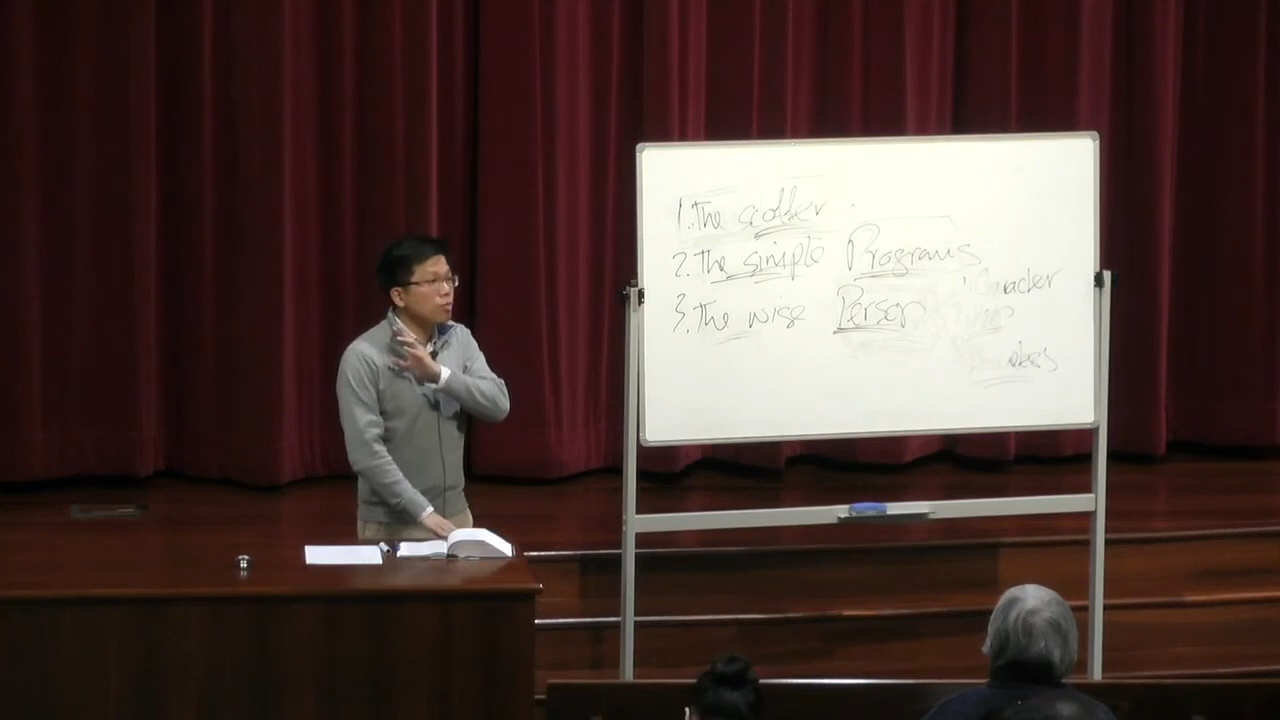 1. The scoffer
2. The simple Programs
3. The wise Person